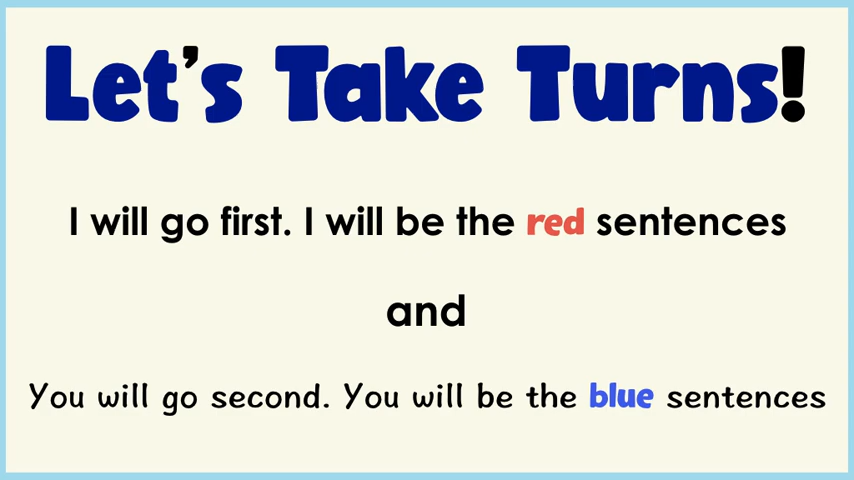 Let's Take Turns!
I will go first. I will be the red sentences
and
You will go second. You will be the blue sentences